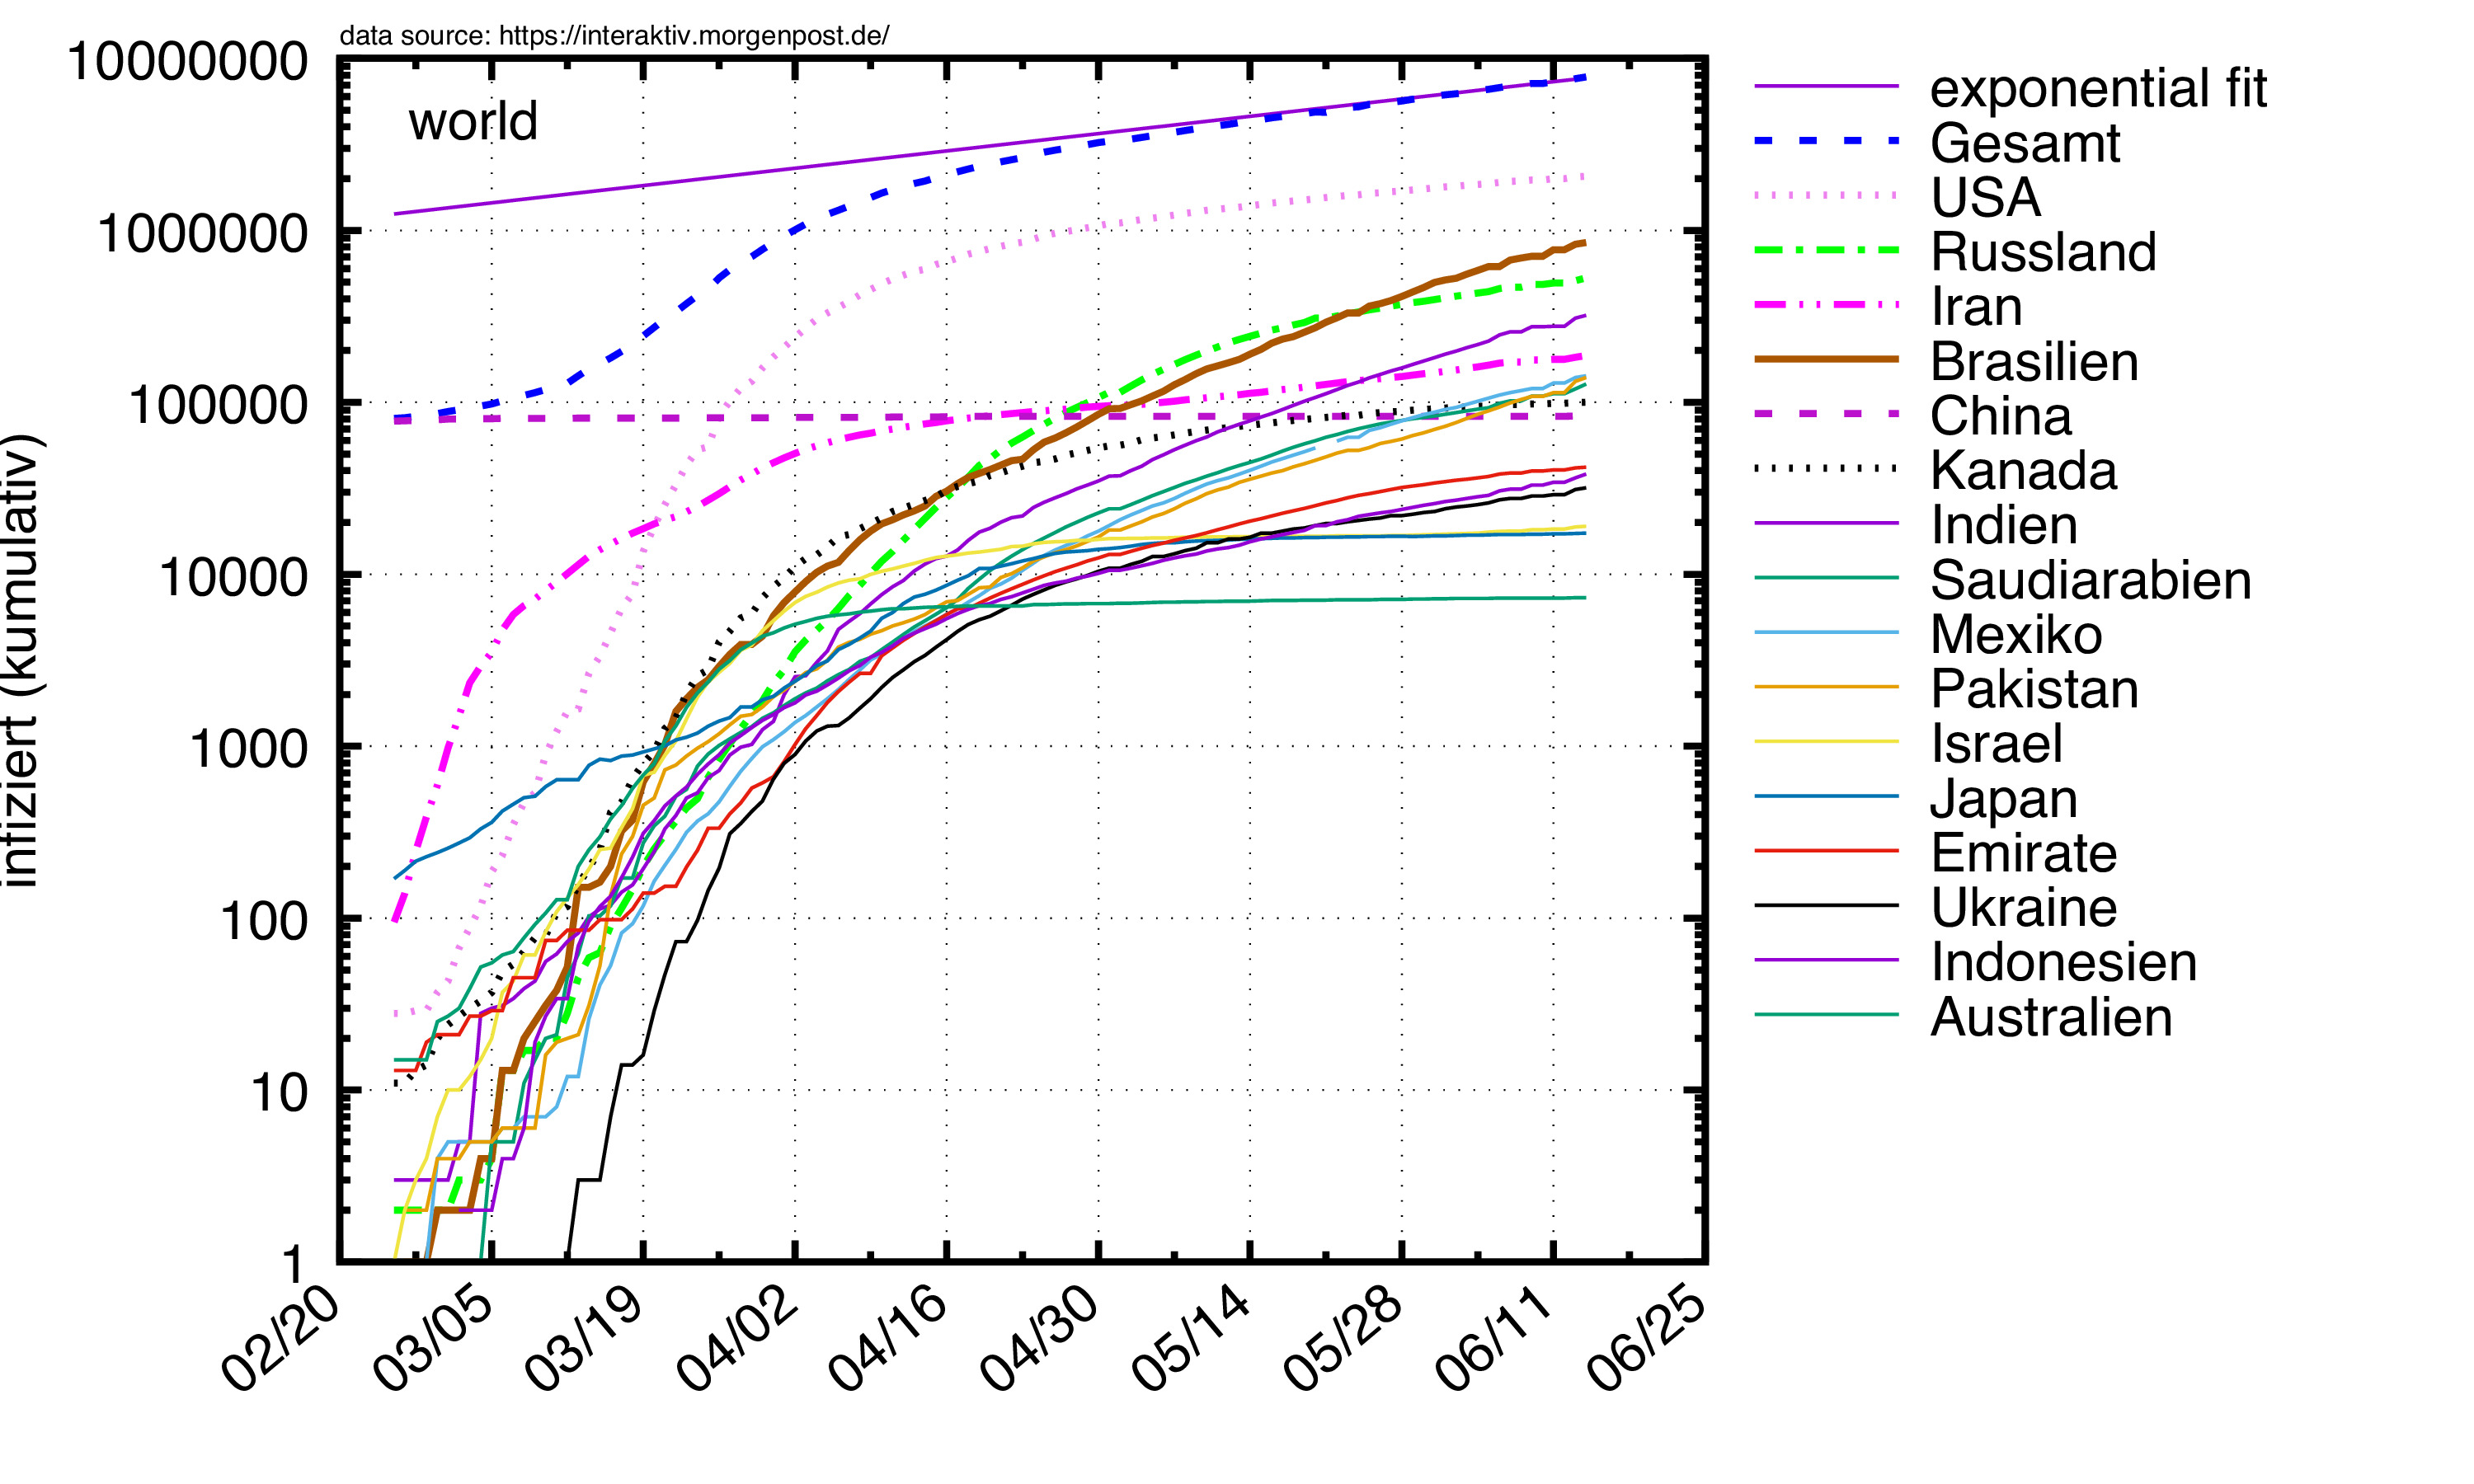 data source: https://interaktiv.morgenpost.de/
world
infiziert (kumulativ)
10000000
1000000
100000
10000
1000
100
10
1
02/20
03/05
03/19
04/02
04/16
04/30
05/14
05/28
06/11
06/25
exponential fit
Gesamt
USA
Russland
Iran
Brasilien
China
Kanada
Indien
Saudiarabien
Mexiko
Pakistan
Israel
Japan
Emirate
Ukraine
Indonesien
Australien